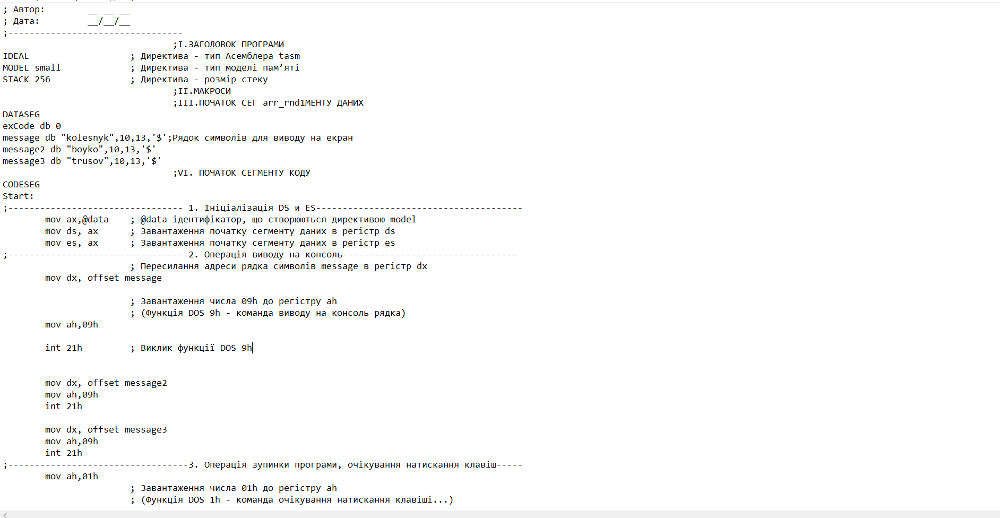 ; Автор:        __ __ __
; Дата:         __/__/__
;---------------------------------
                                ;I.ЗАГОЛОВОК ПРОГРАМИ
IDEAL                   ; Директива - тип Асемблера tasm
MODEL small             ; Директива - тип моделі пам’яті
STACK 256               ; Директива - розмір стеку
                                ;II.МАКРОСИ
                                ;III.ПОЧАТОК СЕГ arr_rnd1МЕНТУ ДАНИХ
DATASEG
exCode db 0
message db "kolesnyk",10,13,'$';Рядок символів для виводу на екран
message2 db "boyko",10,13,'$'
message3 db "trusov",10,13,'$'
                                ;VI. ПОЧАТОК СЕГМЕНТУ КОДУ
CODESEG
Start:
;--------------------------------- 1. Ініціалізація DS и ES---------------------------------------
        mov ax,@data    ; @data ідентифікатор, що створюються директивою model
        mov ds, ax      ; Завантаження початку сегменту даних в регістр ds
        mov es, ax      ; Завантаження початку сегменту даних в регістр es
;----------------------------------2. Операція виводу на консоль---------------------------------
                        ; Пересилання адреси рядка символів message в регістр dx
        mov dx, offset message
                        ; Завантаження числа 09h до регістру ah
                        ; (Функція DOS 9h - команда виводу на консоль рядка)
        mov ah,09h
        int 21h         ; Виклик функції DOS 9h
        mov dx, offset message2
        mov ah,09h
        int 21h
        mov dx, offset message3
        mov ah,09h
        int 21h
;----------------------------------3. Операція зупинки програми, очікування натискання клавіш-----
        mov ah,01h
                        ; Завантаження числа 01h до регістру ah
                        ; (Функція DOS 1h - команда очікування натискання клавіші...)